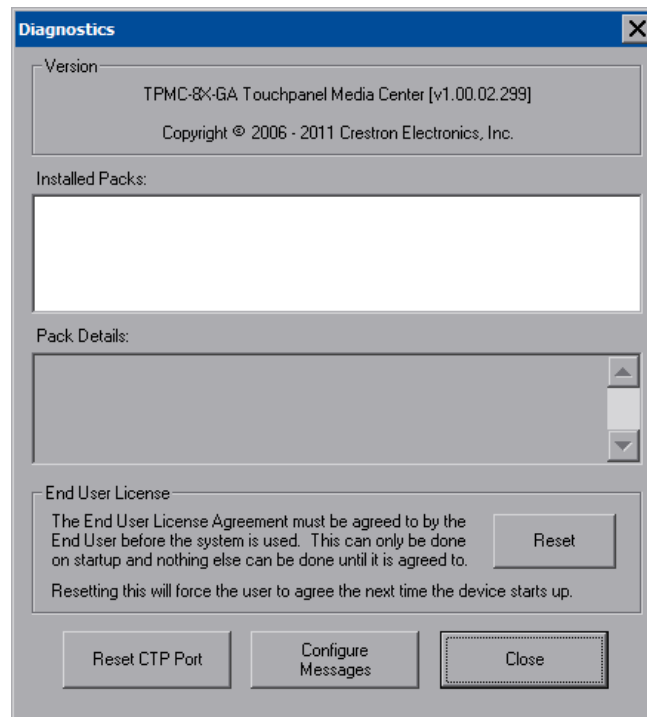 Diagnostics
Version
TPMC-8X-GA Touchpanel Media Center [v1.00.02.299]
Copyright © 2006 - 2011 Crestron Electronics, Inc.
Installed Packs:
Pack Details:
End User License
The End User License Agreement must be agreed to by the
End User before the system is used.  This can only be done
on startup and nothing else can be done until it is agreed to.
Reset
Resetting this will force the user to agree the next time the device starts up.
Reset CTP Port
Configure
Messages
Close